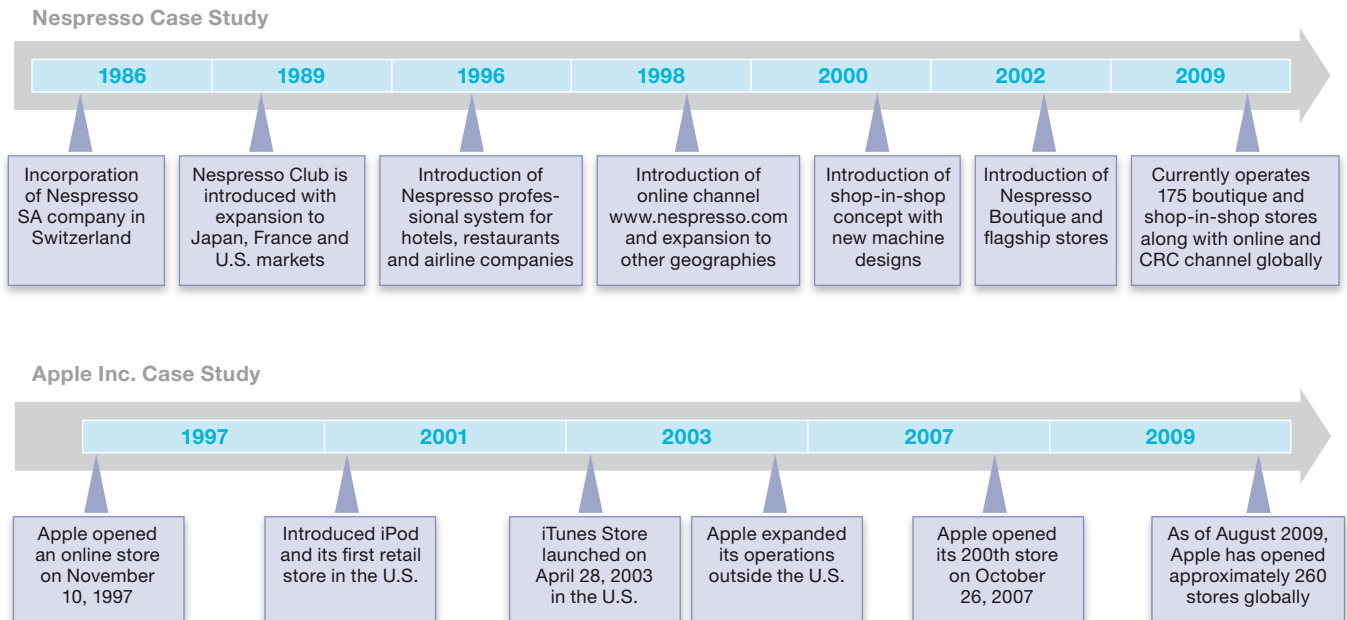 Nespresso Case Study
1986 1989 1996 1998 2000 2002 2009
Incorporation
of Nespresso
SA company in
Switzerland
Nespresso Club is
introduced with
expansion to
Japan, France and
U.S. markets
Introduction of
Nespresso profes-
sional system for
hotels, restaurants
and airline companies
Introduction of
online channel
www.nespresso.com
and expansion to
other geographies
Introduction of
shop-in-shop
concept with
new machine
designs
Introduction of
Nespresso
Boutique and
flagship stores
Currently operates
175 boutique and
shop-in-shop stores
along with online and
CRC channel globally
Apple Inc. Case Study
1997 2001 2003 2007 2009
Apple opened
an online store
on November
10, 1997
Introduced iPod
and its first retail
store in the U.S.
iTunes Store
launched on
April 28, 2003
in the U.S.
Apple expanded
its operations
outside the U.S.
Apple opened
its 200th store
on October
26, 2007
As of August 2009,
Apple has opened
approximately 260
stores globally